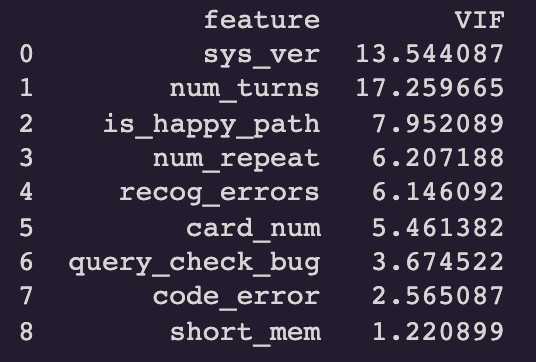 feature VIF
0 sys_ver 13.544087
1 num_turns 17.259665
2 is_happy_path 7.952089
3 num_repeat 6.207188
4 recog_errors 6.146092
5 card_num 5.461382
6 query_check_bug 3.674522
7 code_error 2.565087
8 short_mem 1.220899